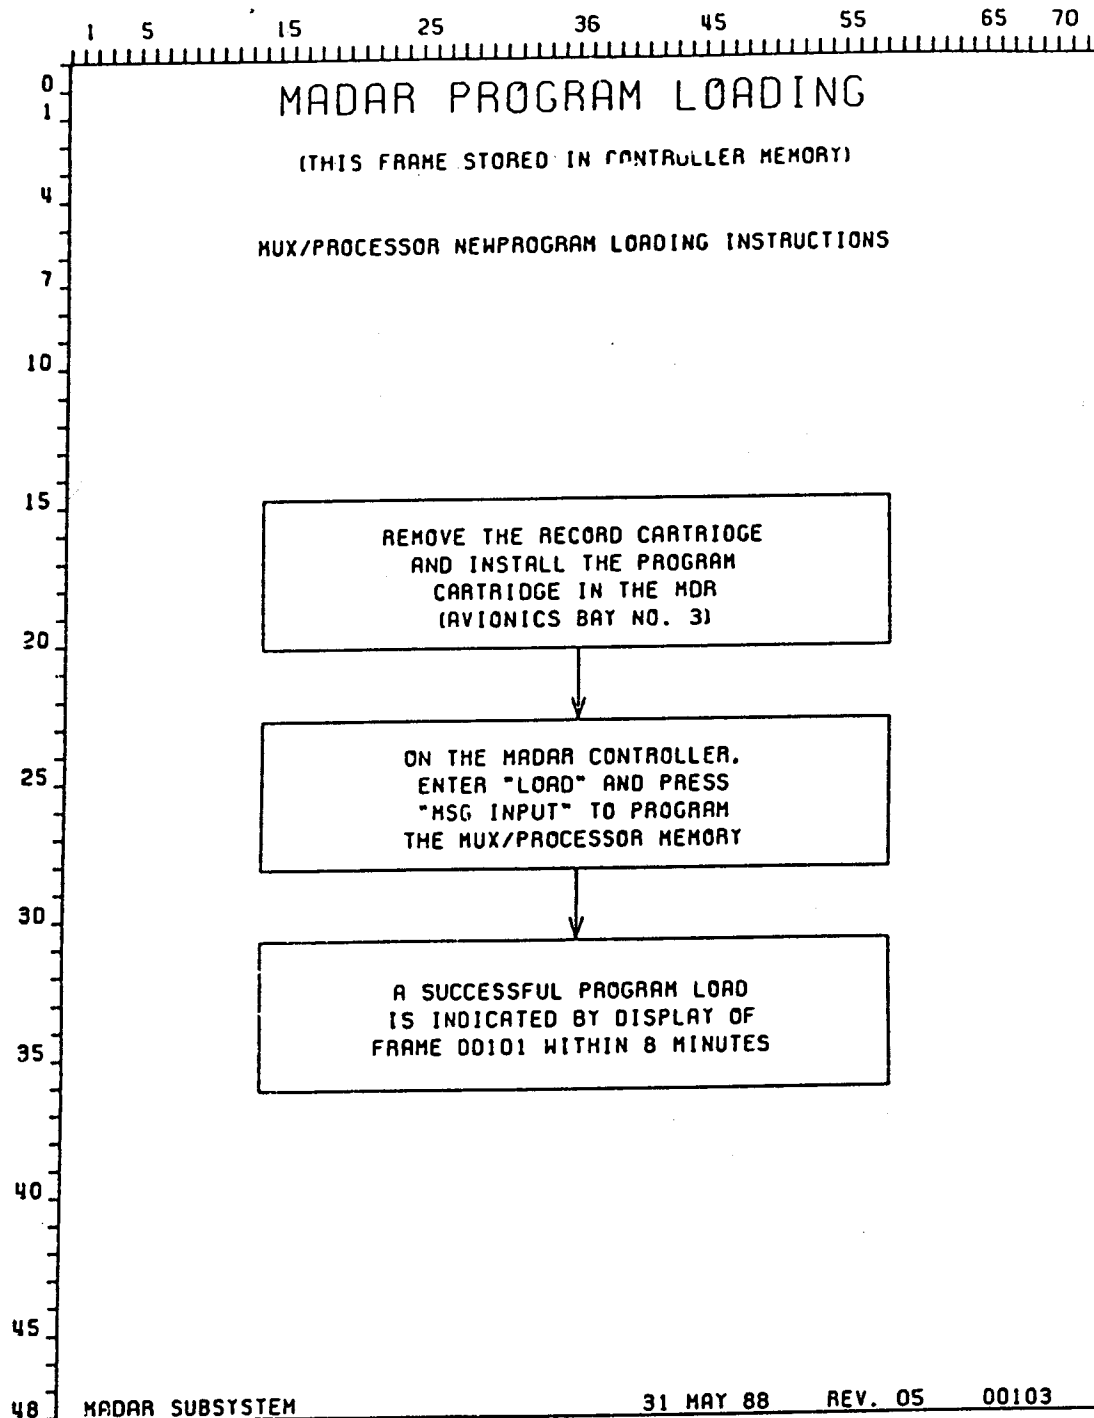 1 5 15 25 36 45 55 65 70
0
1
MADAR PROGRAM LOADING
(THIS FRAME STORED IN CONTROLLER MEMORY)
4
MUX/PROCESSOR NEWPROGRAM LOADING INSTRUCTIONS
7
10
15
REMOVE THE RECORD CARTRIDGE
AND INSTALL THE PROGRAM
CARTRIDGE IN THE MDR
(AVIONICS BAY NO. 3)
20
ON THE MADAR CONTROLLER,
ENTER "LOAD" AND PRESS
25
"MSG INPUT" TO PROGRAM
THE MUX/PROCESSOR MEMORY
30
A SUCCESSFUL PROGRAM LOAD
IS INDICATED BY DISPLAY OF
FRAME 00101 WITHIN 8 MINUTES
35
40
45
48 MADAR SUBSYSTEM 31 MAY 88 REV. 05 00103